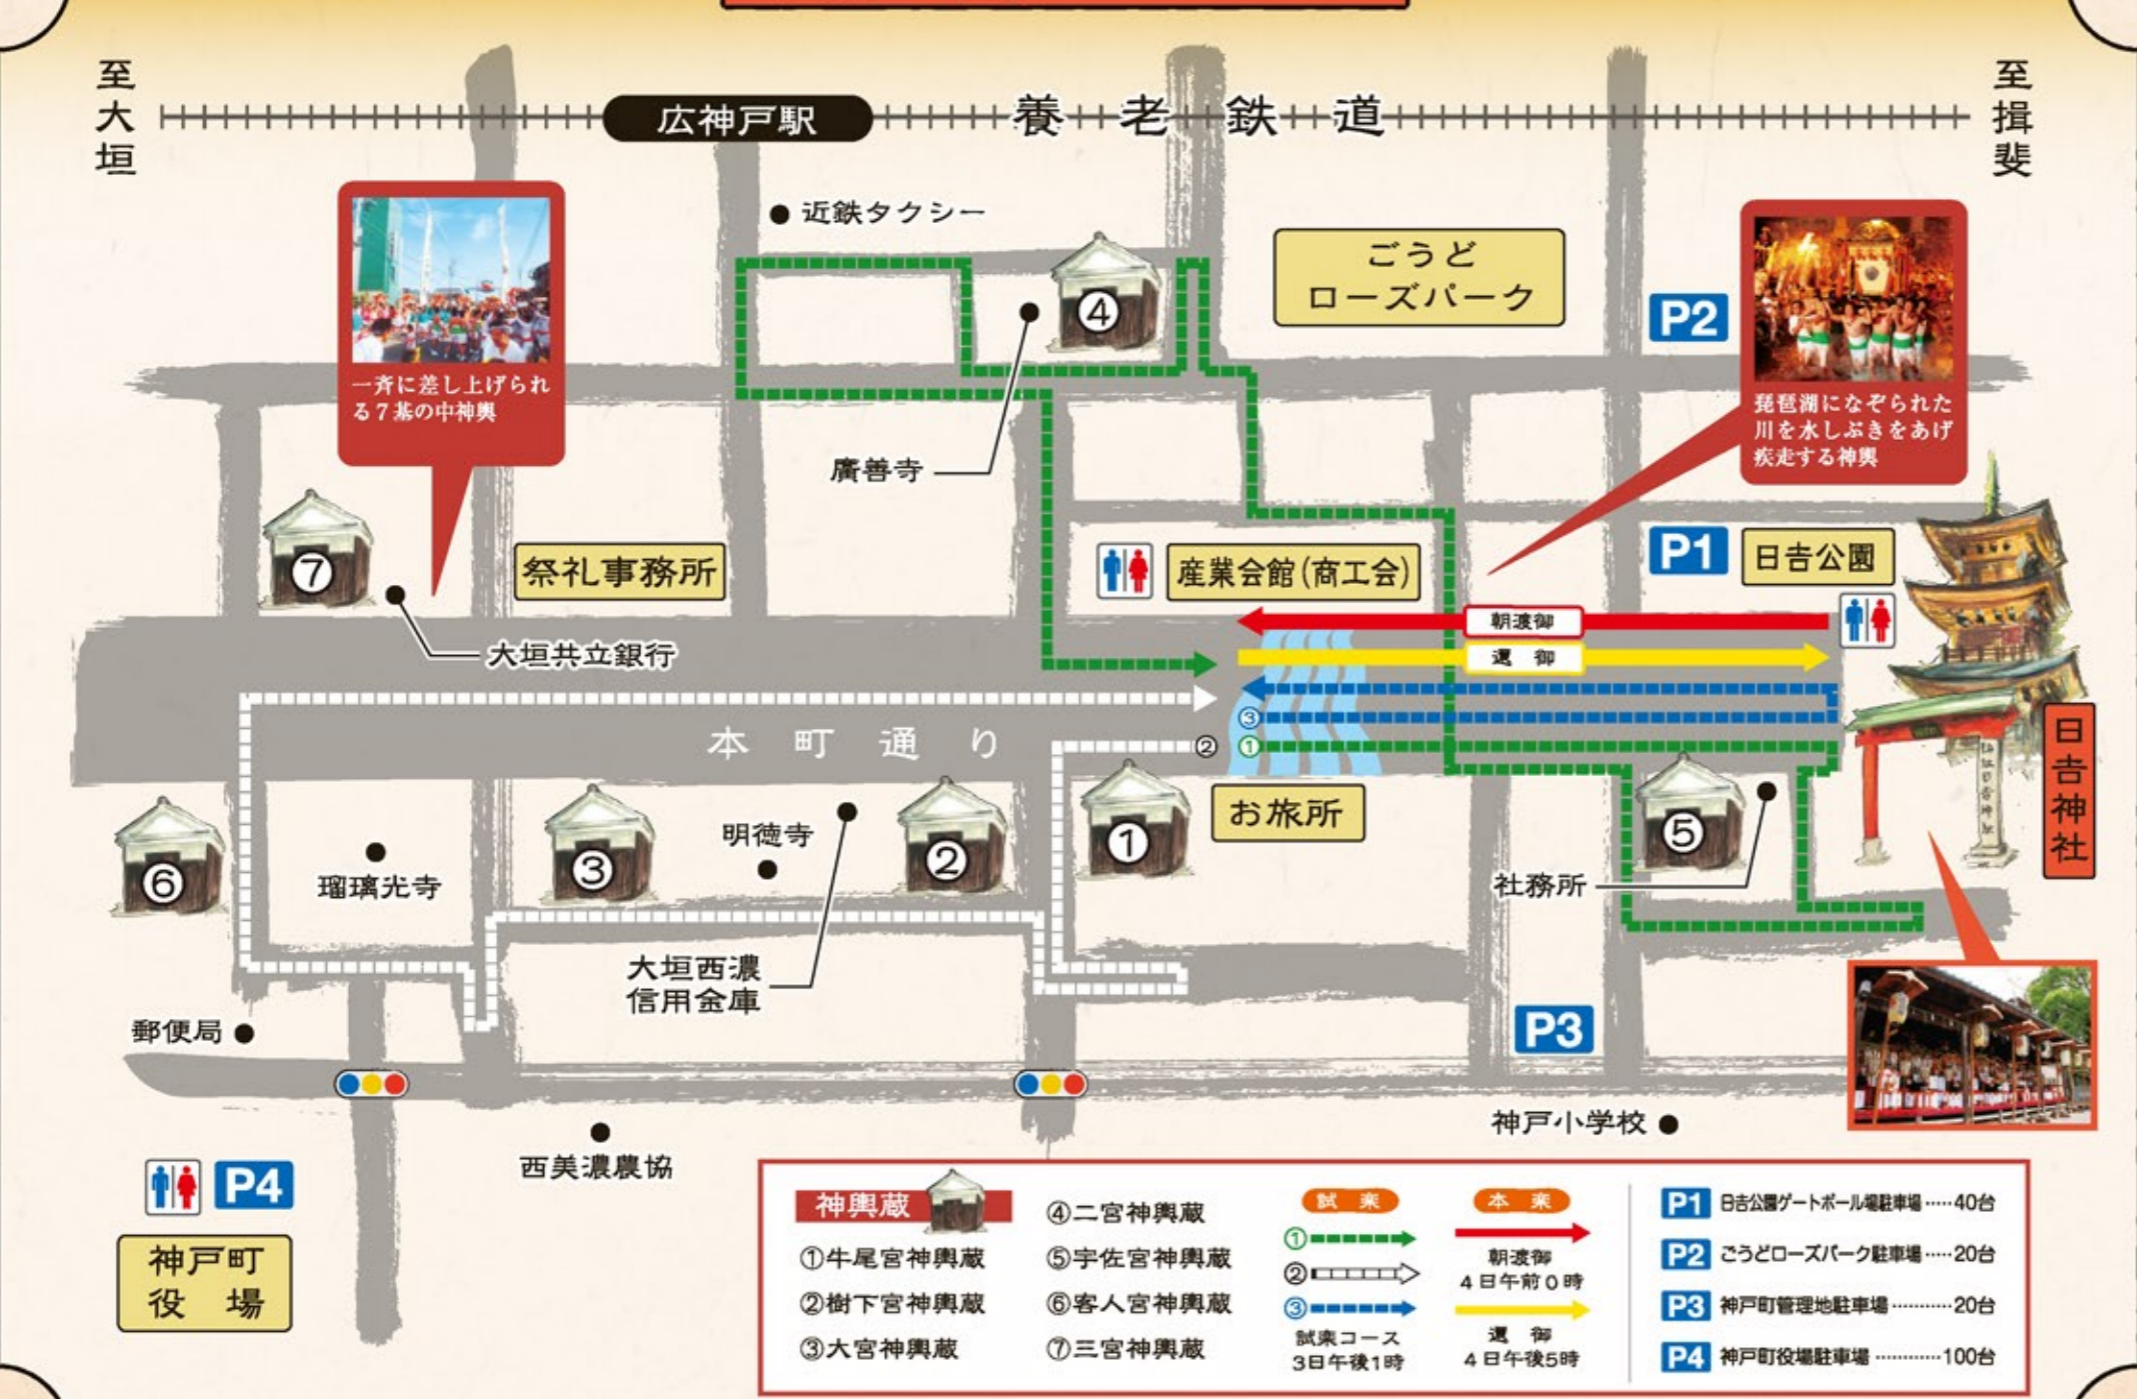 至大垣
広神戸駅
養老鉄道
至揖斐
近鉄タクシー
ごうど
ローズパーク
P2
④
一斉に差し上げられ
る7基の中神輿
琵琶湖になぞられた
川を水しぶきをあげ
疾走する神輿
廣善寺
⑦
祭礼事務所
産業会館(商工会)
P1
日吉公園
大垣共立銀行
朝渡御
還御
本町通り
③
②
①
お旅所
日吉神社
⑥
瑠璃光寺
③
明徳寺
②
①
⑤
社務所
大垣西濃
信用金庫
郵便局
P3
神戸小学校
西美濃農協
P4
神戸町
役場
神輿蔵
①牛尾宮神輿蔵
②樹下宮神輿蔵
③大宮神輿蔵
④二宮神輿蔵
⑤宇佐宮神輿蔵
⑥客人宮神輿蔵
⑦三宮神輿蔵
試楽
①
②
③
試楽コース
3日午後1時
本楽
朝渡御
4日午前0時
還御
4日午後5時
P1 日吉公園ゲートボール場駐車場……40台
P2 ごうどローズパーク駐車場……20台
P3 神戸町管理地駐車場…………20台
P4 神戸町役場駐車場…………100台